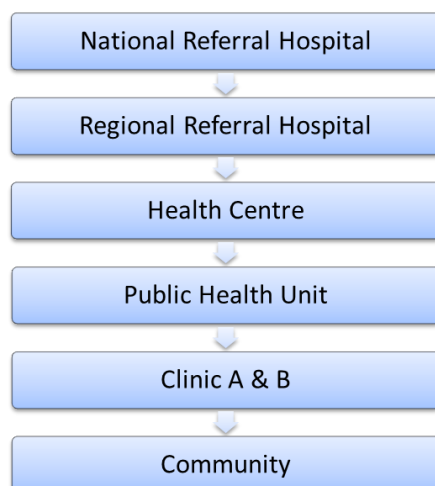 National Referral Hospital
Regional Referral Hospital
Health Centre
Public Health Unit
Clinic A & B
Community